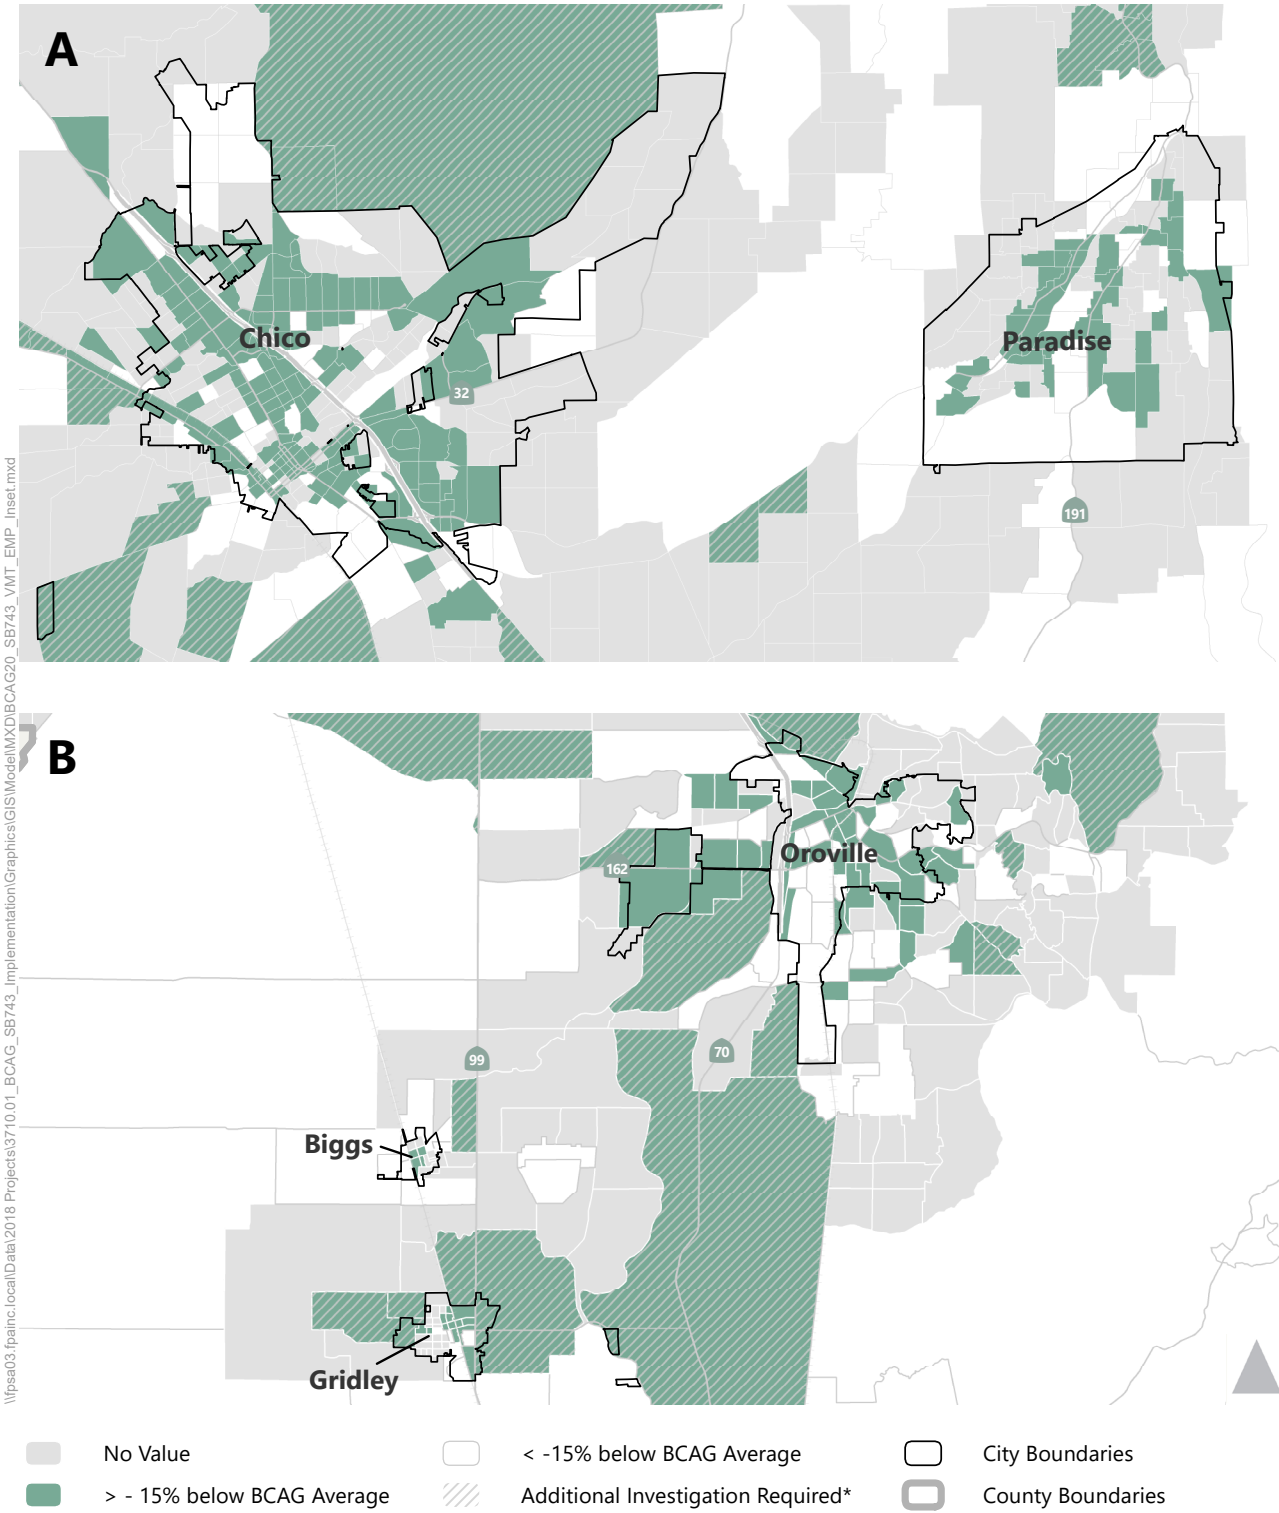 A
Chico
32
Paradise
191
B
Oroville
162
99
70
Biggs
Gridley
\\fpsa03.fpainc.local\Data\2018 Projects\3710.01_BCAG_SB743_Implementation\Graphics\GIS\Model\MXD\BCAG20_SB743_VMT_EMP_Inset.mxd
No Value
< -15% below BCAG Average
City Boundaries
> - 15% below BCAG Average
Additional Investigation Required*
County Boundaries